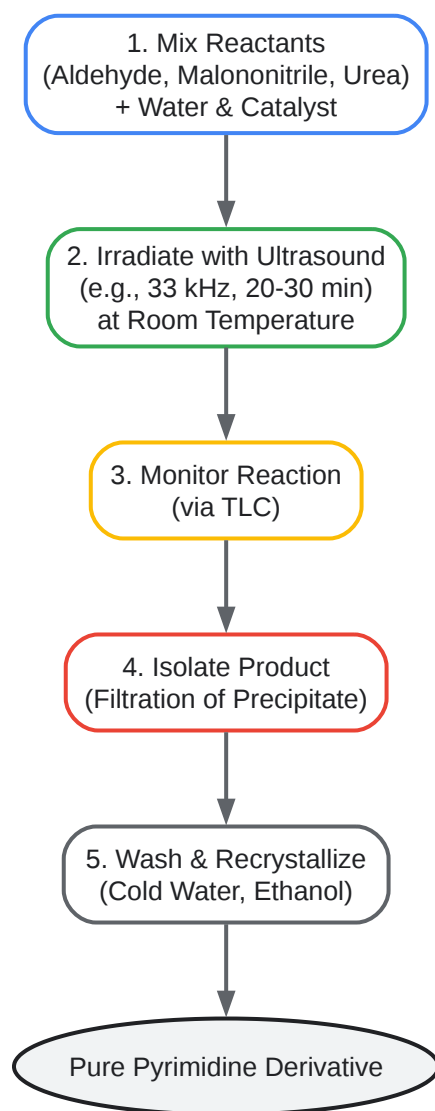 1. Mix Reactants
(Aldehyde, Malononitrile, Urea)
+ Water & Catalyst
2. Irradiate with Ultrasound
(e.g., 33 kHz, 20-30 min)
at Room Temperature
3. Monitor Reaction
(via TLC)
4. Isolate Product
(Filtration of Precipitate)
5. Wash & Recrystallize
(Cold Water, Ethanol)
Pure Pyrimidine Derivative